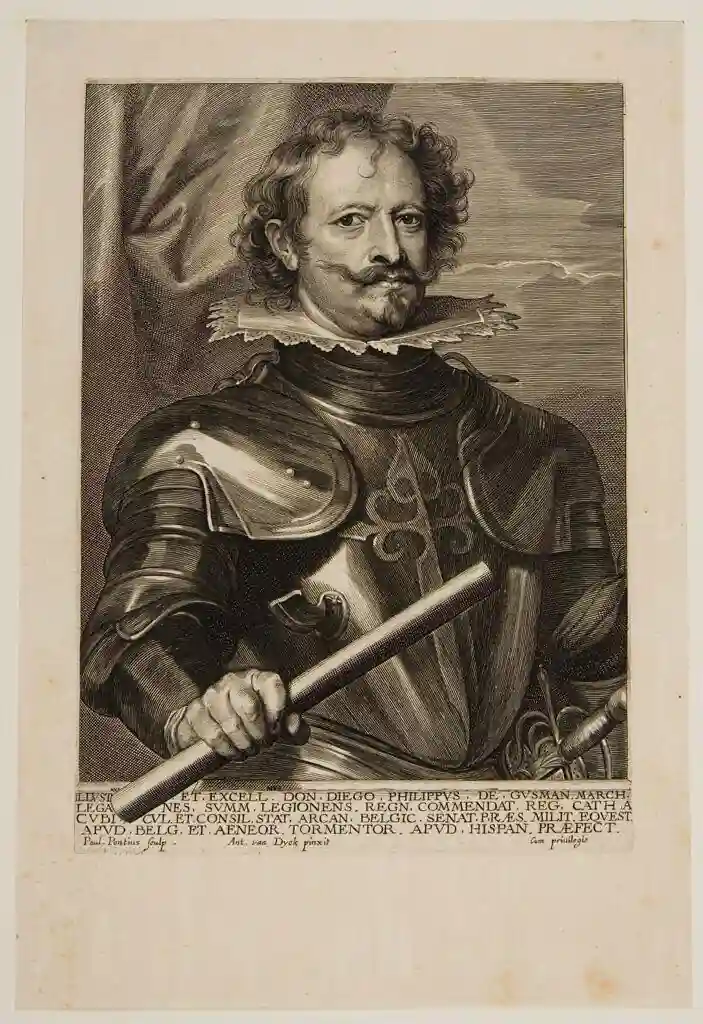 ILLVST ET. EXCELL. DON. DIEGO. PHILIPPVS. DE. GVSMAN. MARCH.
LEGA NES. SVMM. LEGIONENS. REGN. COMMENDAT. REG. CATH. A
CVBI CVL. ET. CONSIL. STAT. ARCAN. BELGIC. SENAT. PRÆS. MILIT. EQVEST.
APVD. BELG. ET. AENEOR. TORMENTOR. APVD. HISPAN. PRÆFECT.
Paul. Pontius sculp. Ant. van Dyck pinxit Cum privilegio